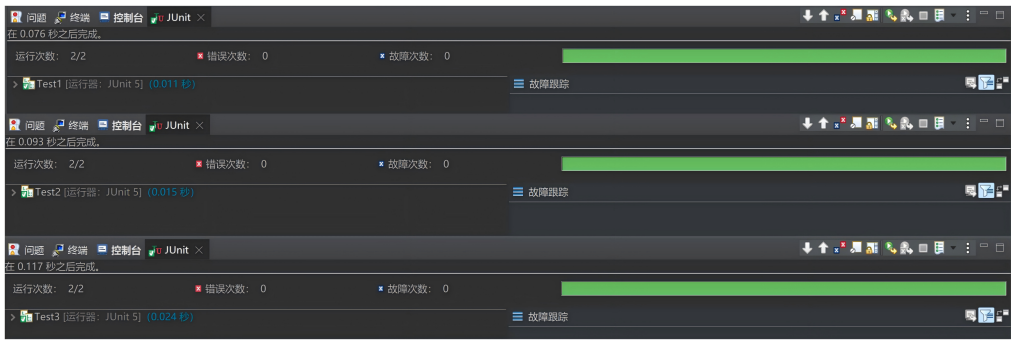 问题 终端 控制台 JUnit
在 0.076 秒之后完成。
运行次数： 2/2 错误次数： 0 故障次数： 0
Test1 [运行器：JUnit 5] (0.011 秒) 故障跟踪
问题 终端 控制台 JUnit
在 0.093 秒之后完成。
运行次数： 2/2 错误次数： 0 故障次数： 0
Test2 [运行器：JUnit 5] (0.015 秒) 故障跟踪
问题 终端 控制台 JUnit
在 0.117 秒之后完成。
运行次数： 2/2 错误次数： 0 故障次数： 0
Test3 [运行器：JUnit 5] (0.024 秒) 故障跟踪